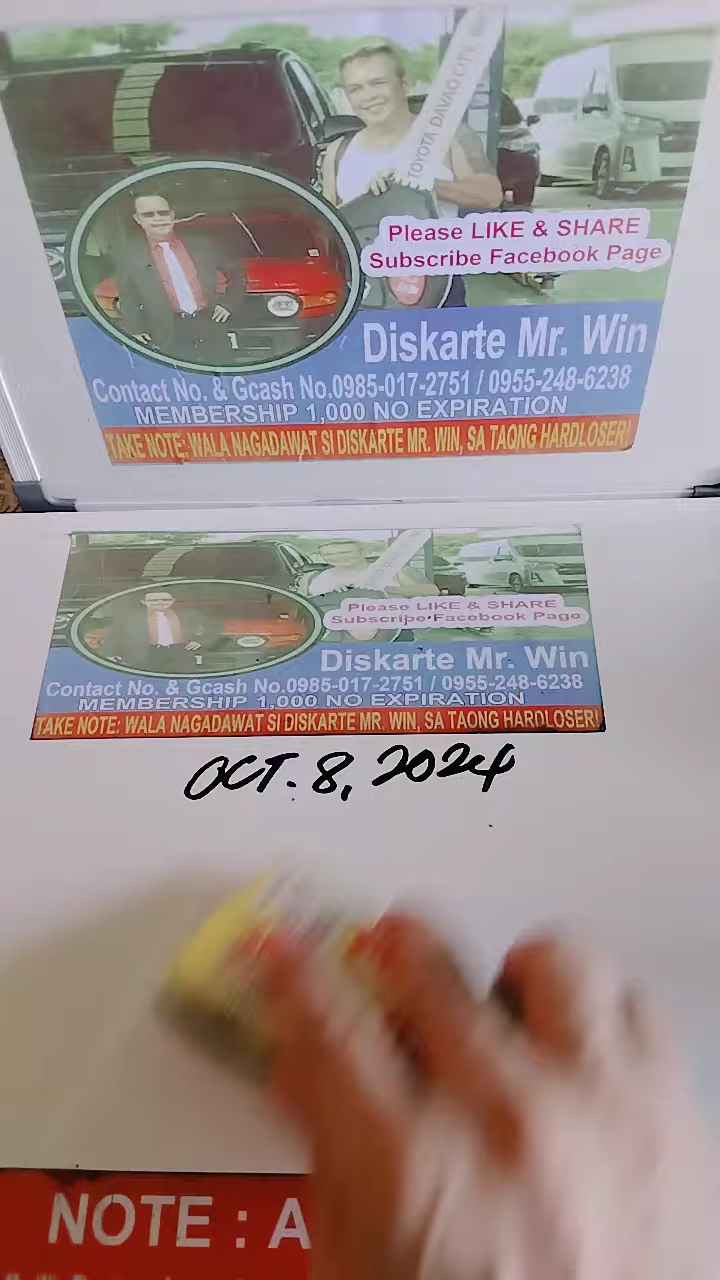 TOYOTA DAVAO CITY,
Please LIKE & SHARE
Subscribe Facebook Page
Diskarte Mr. Win
Contact No. & Gcash No.0985-017-2751 / 0955-248-6238
MEMBERSHIP 1,000 NO EXPIRATION
TAKE NOTE: WALA NAGADAWAT SI DISKARTE MR. WIN, SA TAONG HARDLOSER!
Please LIKE & SHARE
Subscribe Facebook Page
Diskarte Mr. Win
Contact No. & Gcash No.0985-017-2751 / 0955-248-6238
MEMBERSHIP 1,000 NO EXPIRATION
TAKE NOTE: WALA NAGADAWAT SI DISKARTE MR. WIN, SA TAONG HARDLOSER!
OCT. 8, 2024
NOTE : A